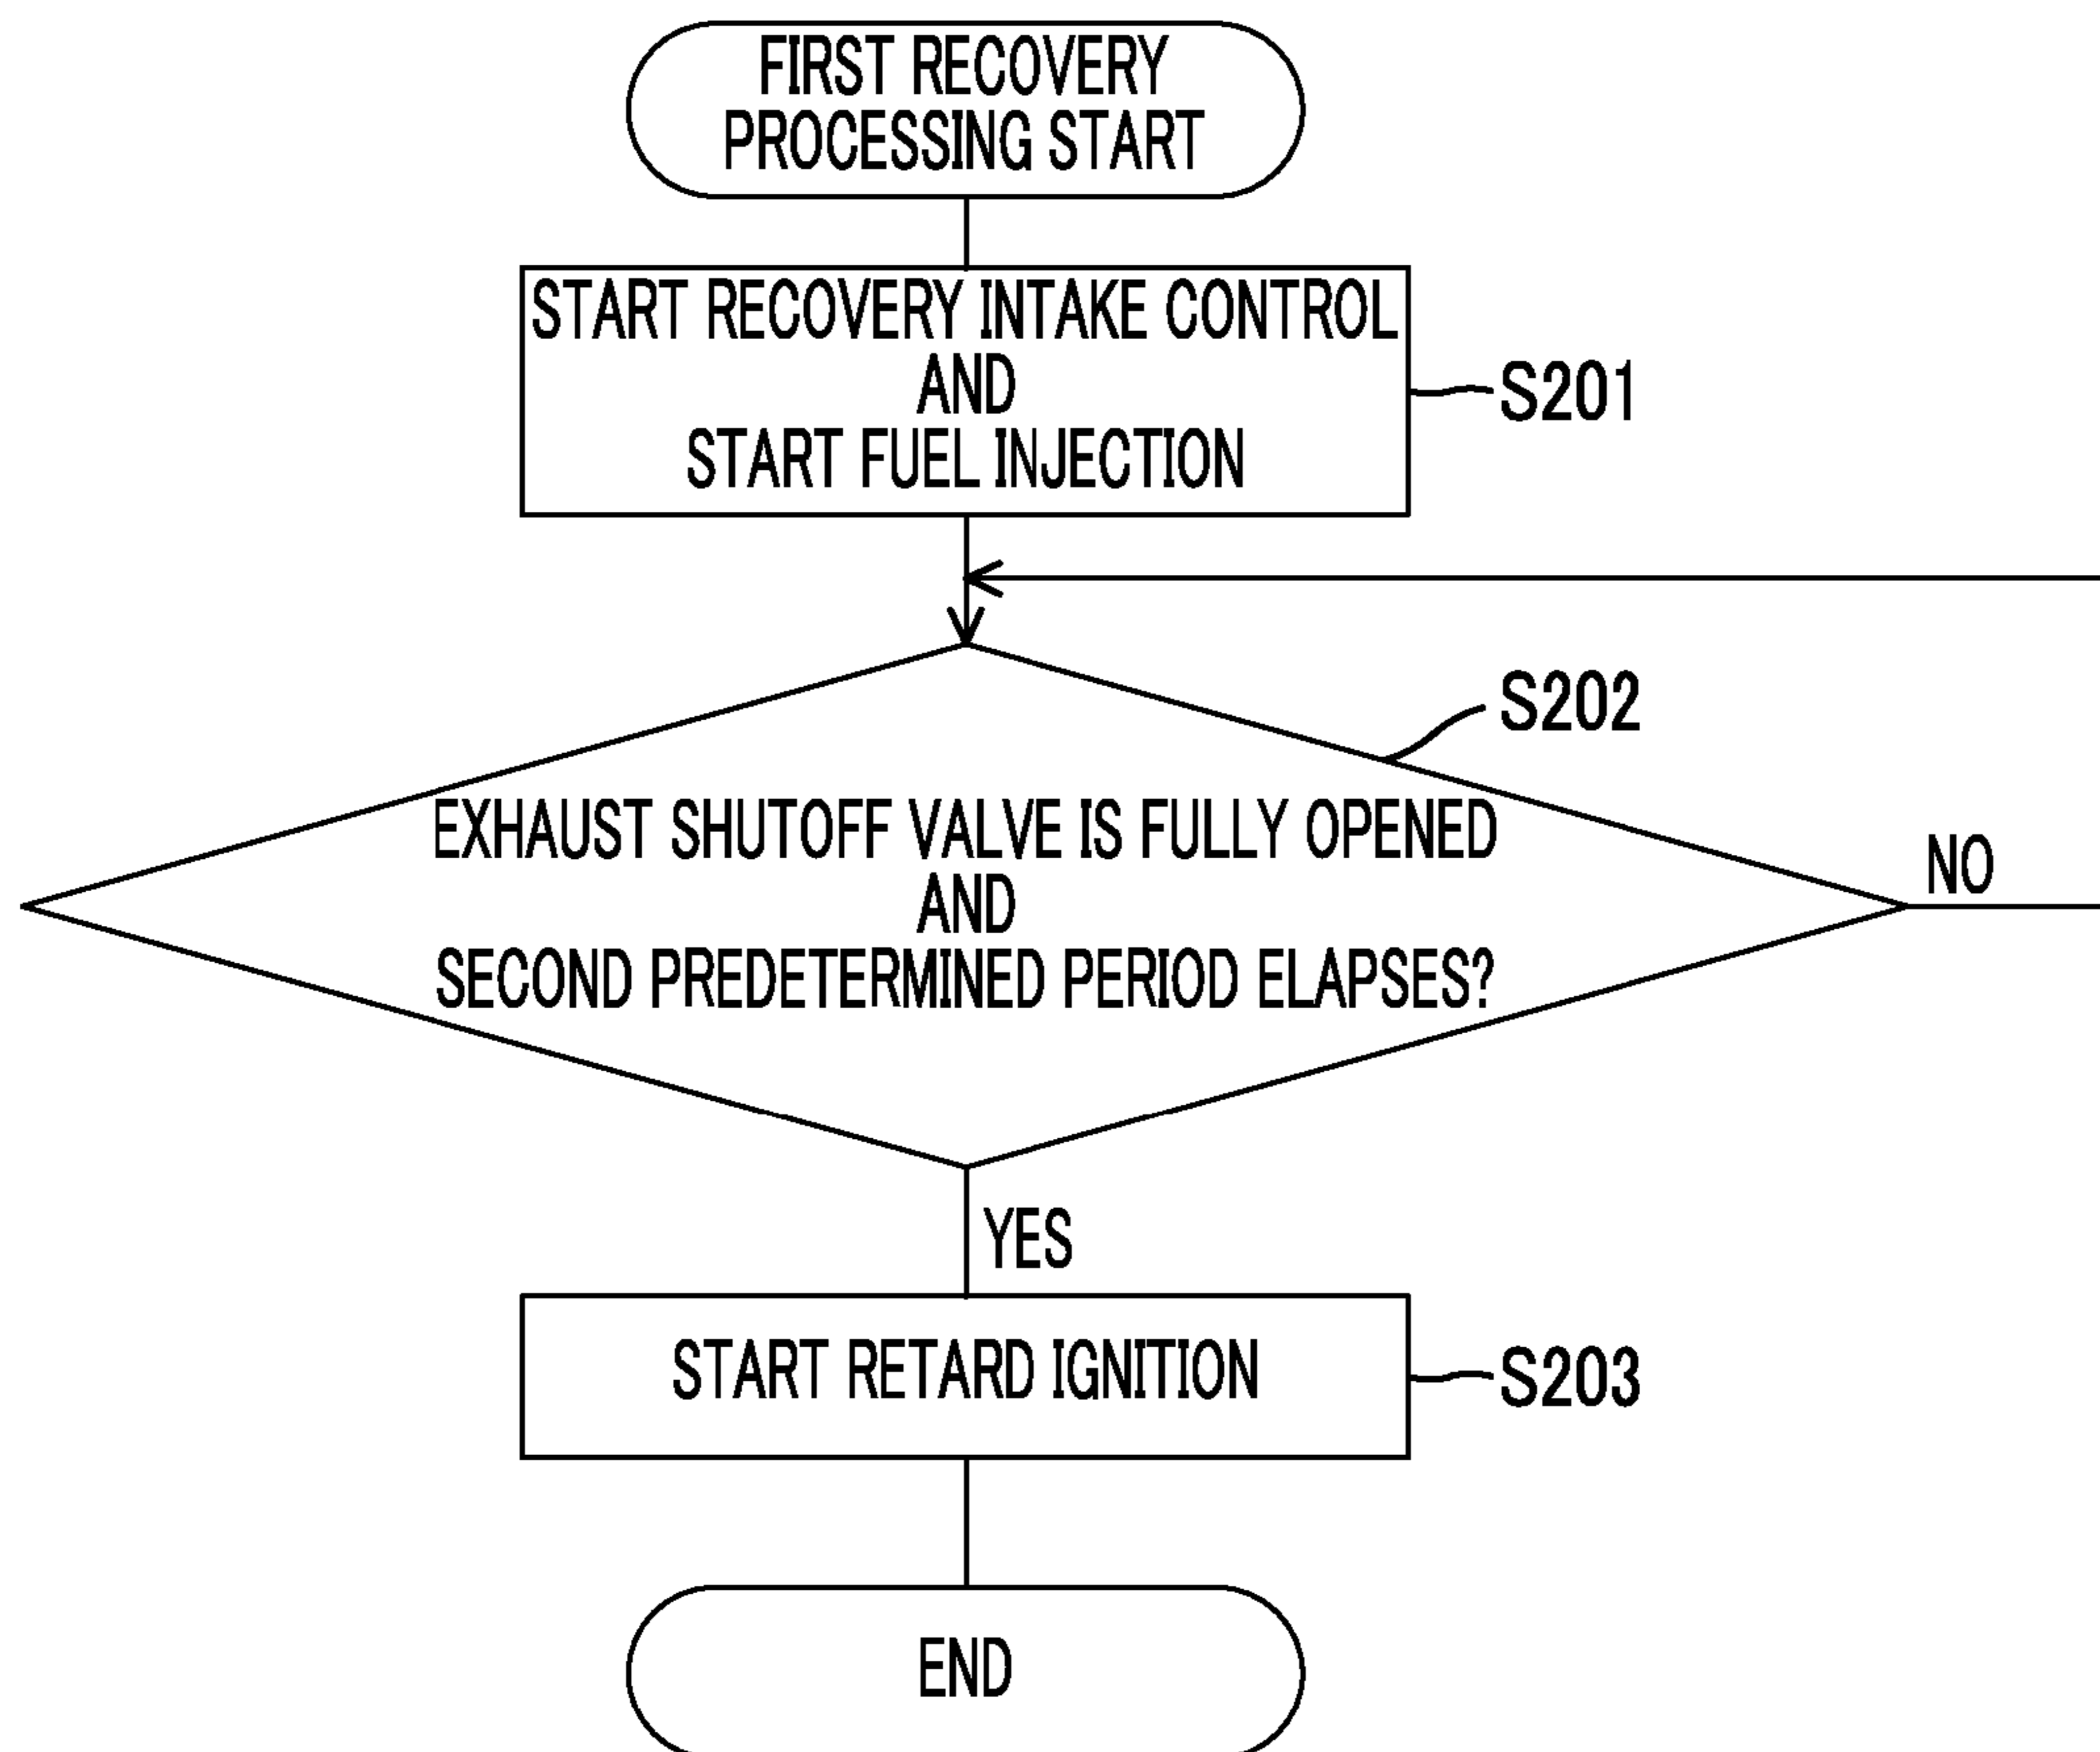 FIRST RECOVERY
PROCESSING START
START RECOVERY INTAKE CONTROL
AND
START FUEL INJECTION
S201
S202
EXHAUST SHUTOFF VALVE IS FULLY OPENED
AND
SECOND PREDETERMINED PERIOD ELAPSES?
NO
YES
START RETARD IGNITION
S203
END